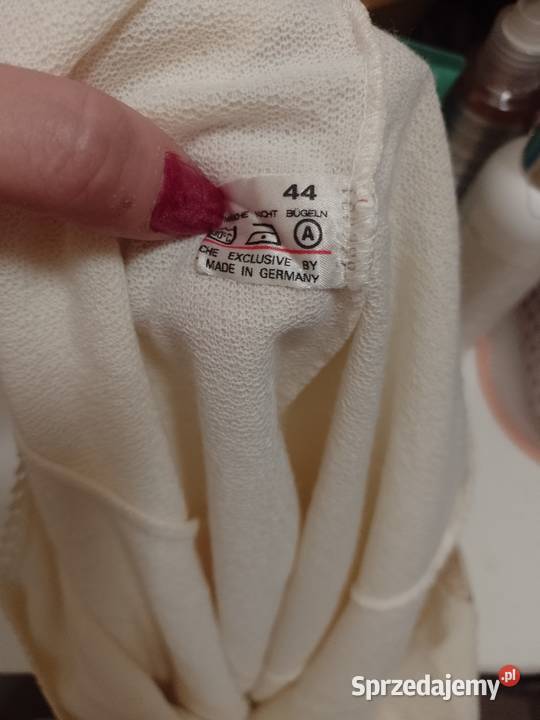 44
NICHT BÜGELN
A
EXCLUSIVE BY
MADE IN GERMANY
Sprzedajemy.pl